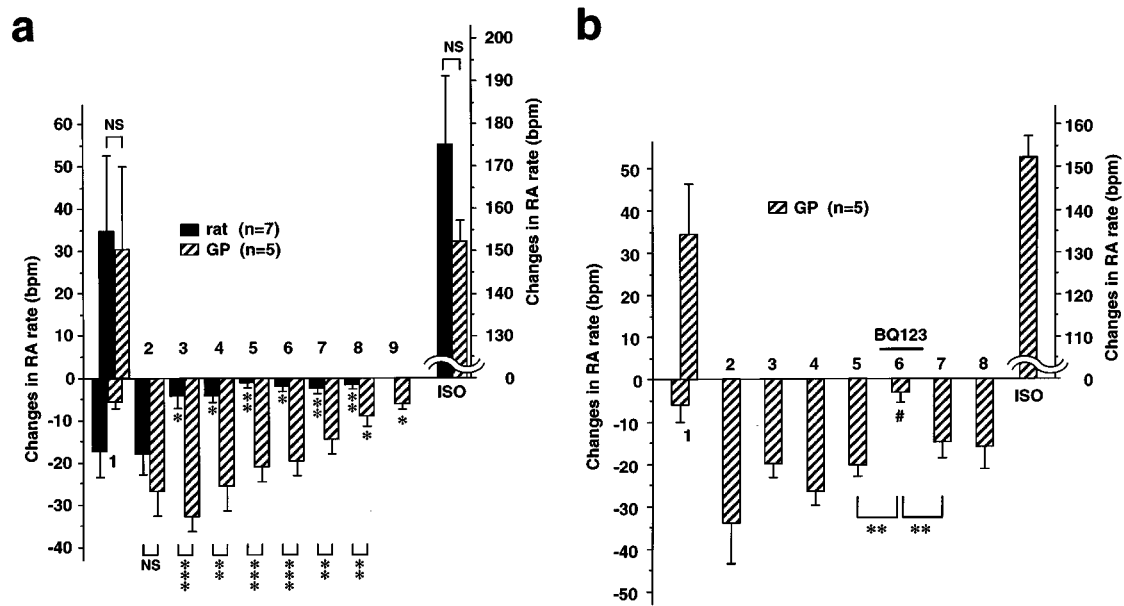 a
NS
60
50
40
30
20
10
0
-10
-20
-30
-40
Changes in RA rate (bpm)
rat (n=7)
GP (n=5)
1
2 3 4 5 6 7 8 9
* * ** * ** ** * *
NS *** ** *** *** ** **
NS
ISO
200
190
180
170
160
150
140
130
0
Changes in RA rate (bpm)
b
50
40
30
20
10
0
-10
-20
-30
-40
-50
Changes in RA rate (bpm)
GP (n=5)
BQ123
1
2 3 4 5 6 7 8
#
** **
ISO
160
150
140
130
110
0
Changes in RA rate (bpm)